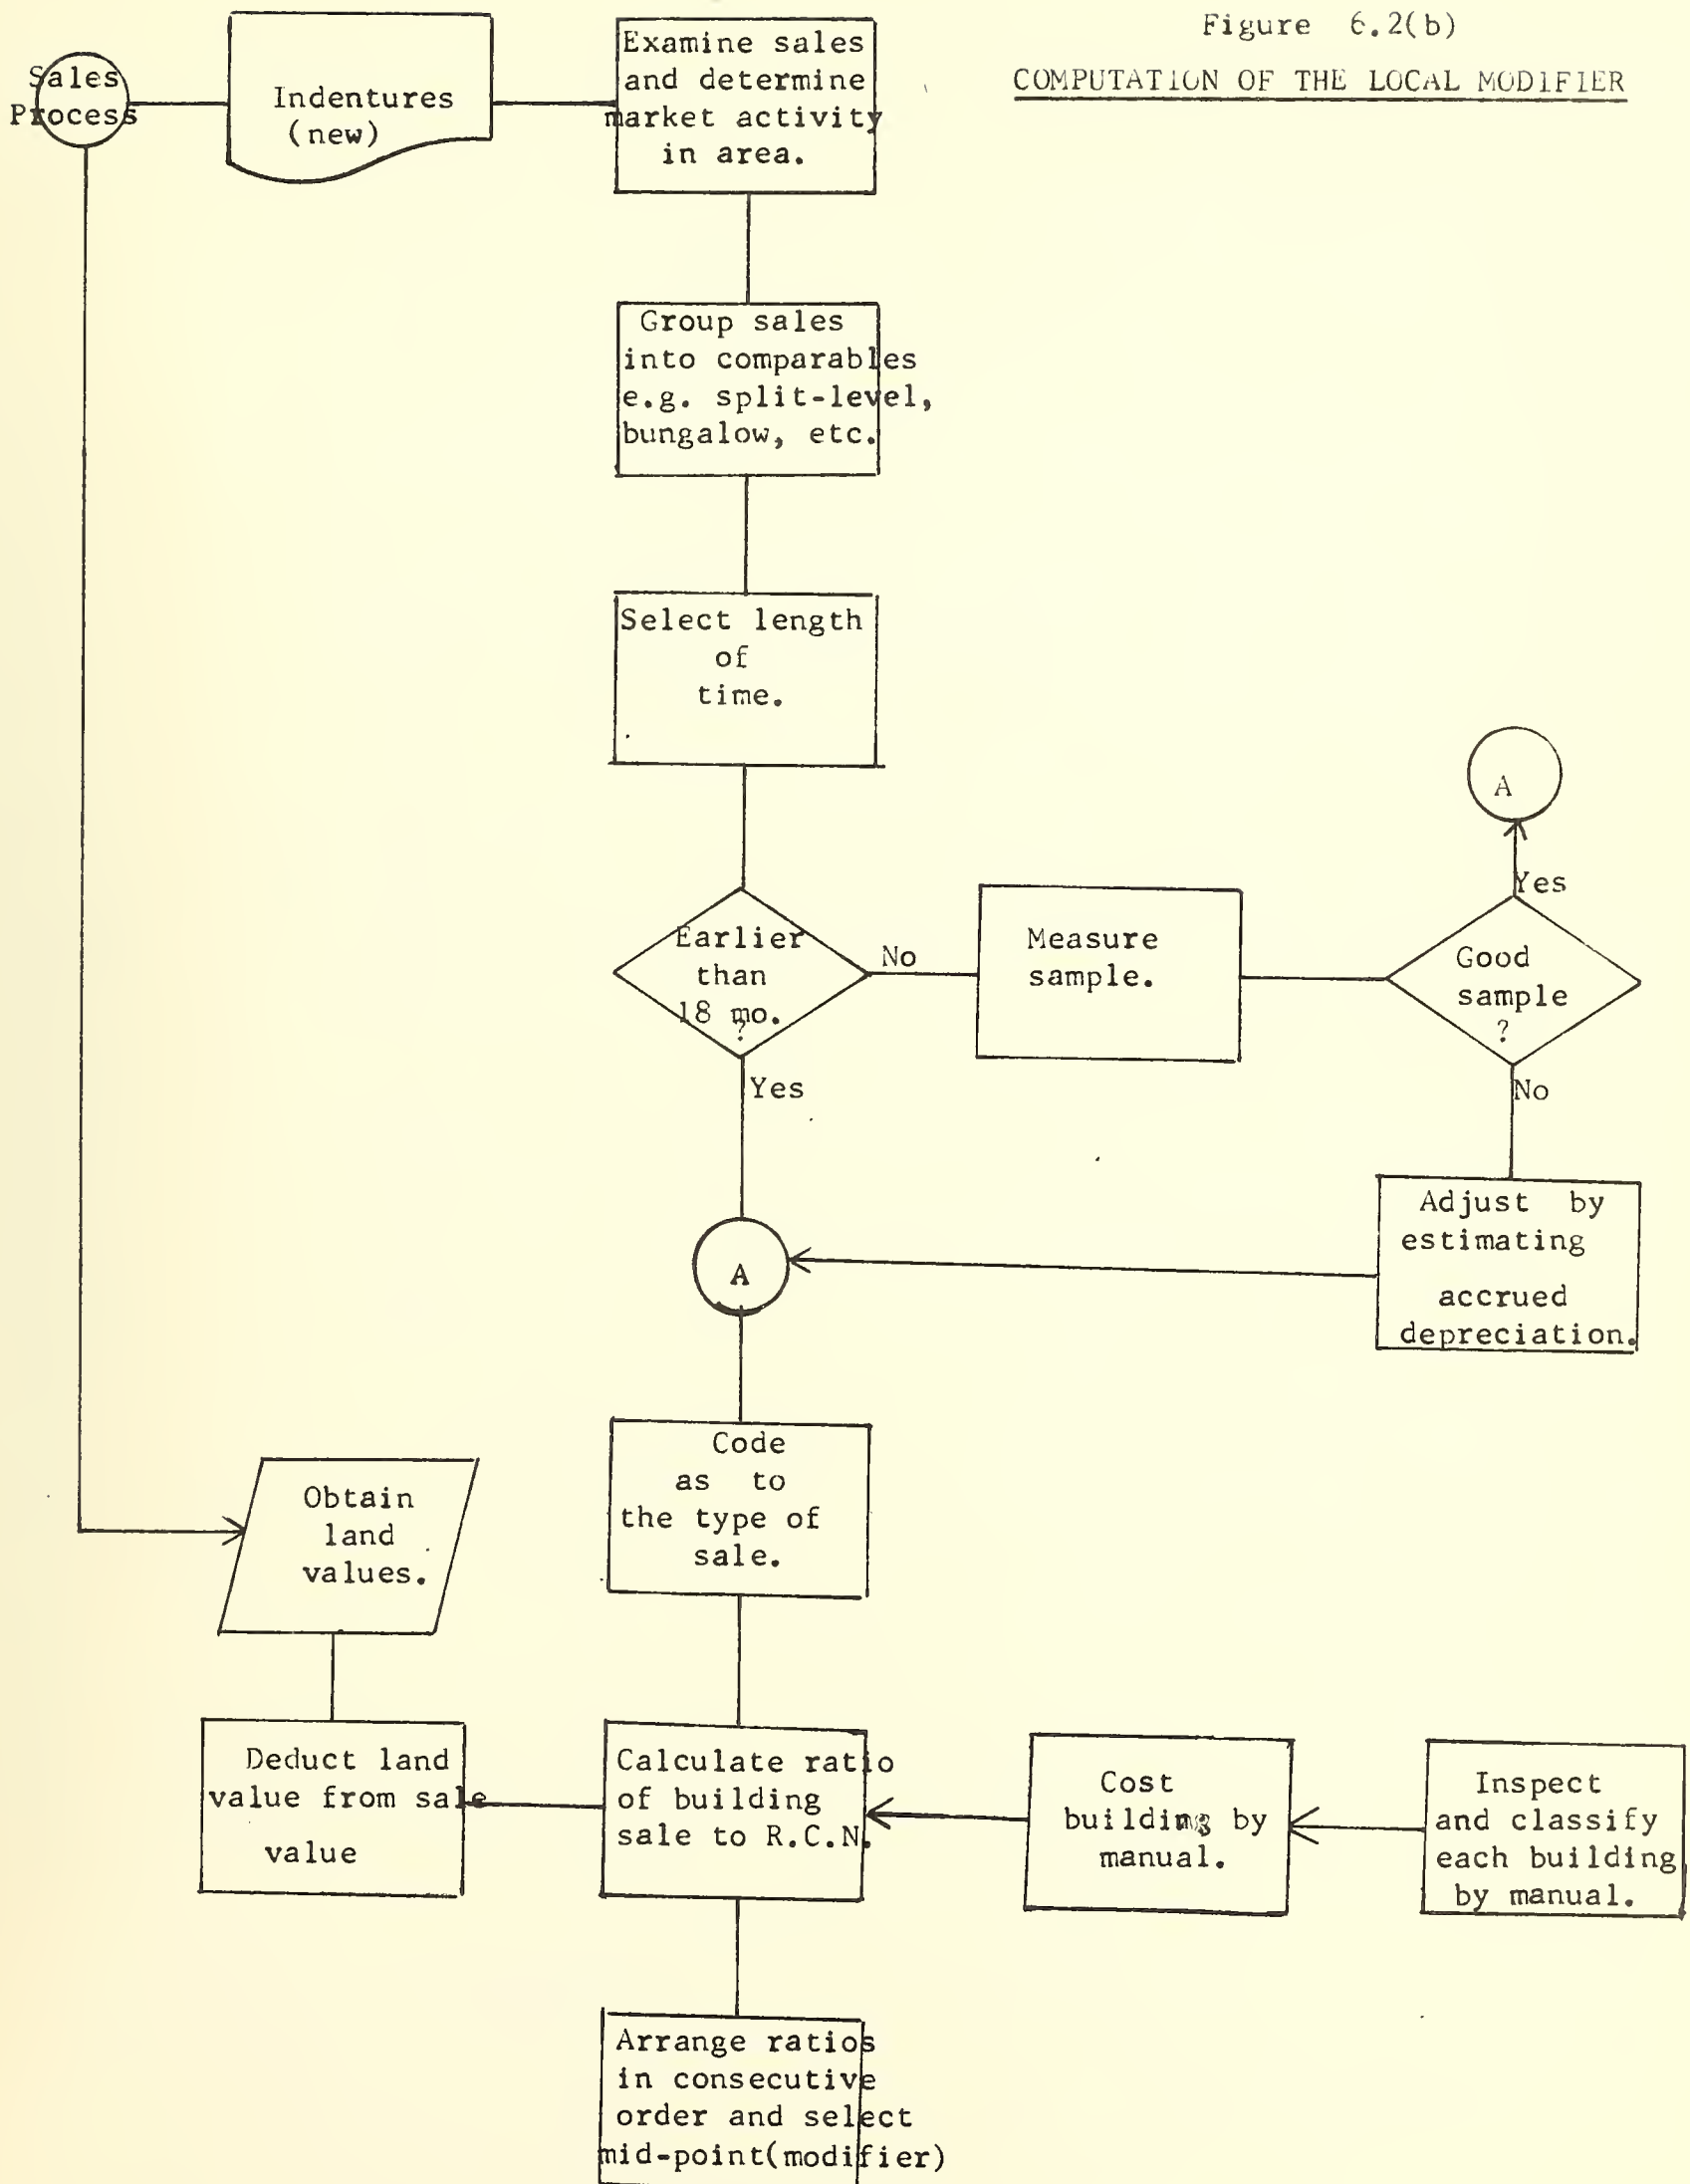 Figure 6.2(b)
COMPUTATION OF THE LOCAL MODIFIER
Sales
Process
Indentures
(new)
Examine sales
and determine
market activity
in area.
Group sales
into comparables
e.g. split-level,
bungalow, etc.
Select length
of
time.
Earlier
than
18 mo.
?
No
Yes
Measure
sample.
Good
sample
?
Yes
No
A
Adjust by
estimating
accrued
depreciation.
A
Code
as to
the type of
sale.
Obtain
land
values.
Deduct land
value from sale
value
Calculate ratio
of building
sale to R.C.N.
Cost
building by
manual.
Inspect
and classify
each building
by manual.
Arrange ratios
in consecutive
order and select
mid-point(modifier)